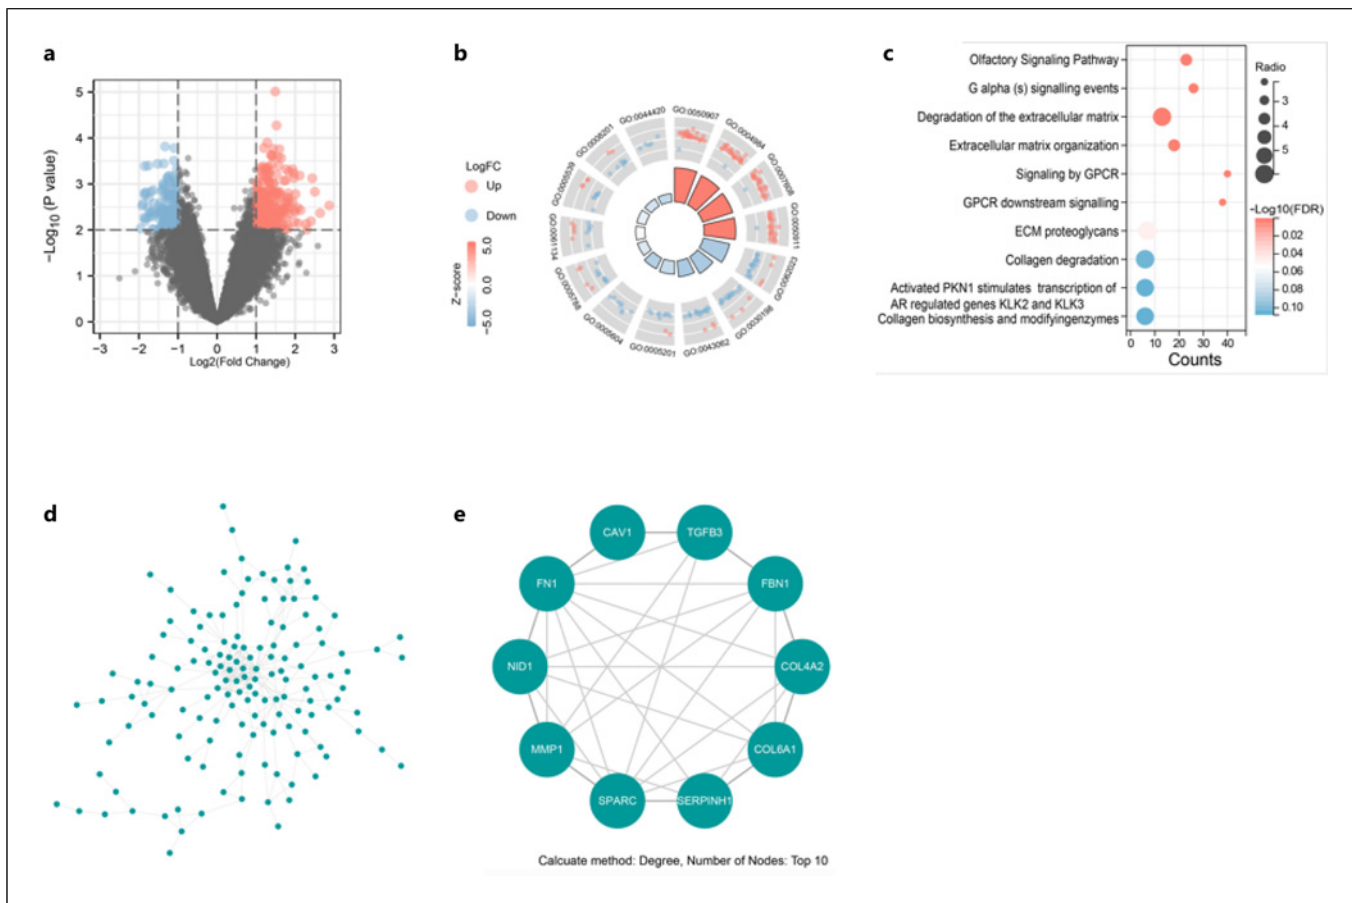 a
5
4
3
2
1
0
−Log10 (P value)
−3
−2
−1
0
1
2
3
Log2(Fold Change)
LogFC
Up
Down
Z-score
5.0
0.0
−5.0
b
GO:0044420
GO:0050907
GO:0004984
GO:0007608
GO:0050911
GO:0062023
GO:0030198
GO:0043062
GO:0005201
GO:0005604
GO:0005788
GO:0061134
GO:0005539
GO:0008201
c
Olfactory Signaling Pathway
G alpha (s) signalling events
Degradation of the extracellular matrix
Extracellular matrix organization
Signaling by GPCR
GPCR downstream signalling
ECM proteoglycans
Collagen degradation
Activated PKN1 stimulates transcription of
AR regulated genes KLK2 and KLK3
Collagen biosynthesis and modifyingenzymes
0
10
20
30
40
Counts
Radio
3
4
5
-Log10(FDR)
0.02
0.04
0.06
0.08
0.10
d
e
CAV1
TGFB3
FN1
FBN1
NID1
COL4A2
MMP1
COL6A1
SPARC
SERPINH1
Calcuate method: Degree, Number of Nodes: Top 10